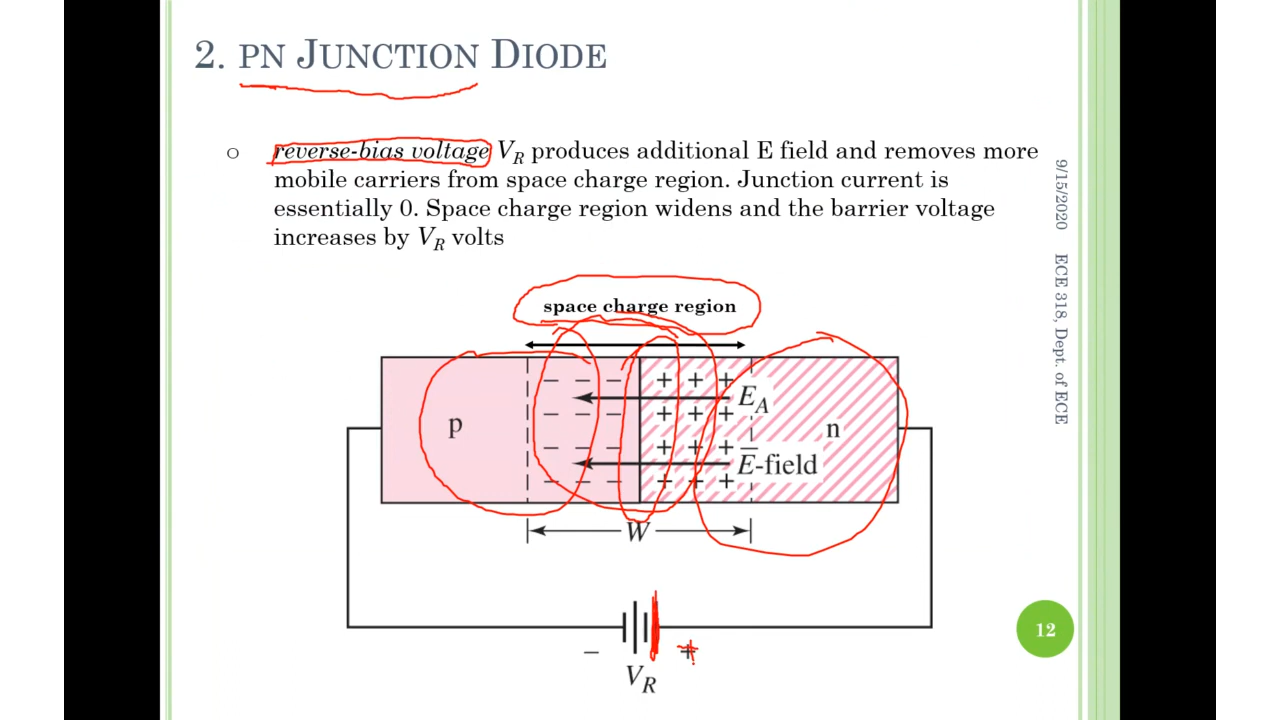 2. PN JUNCTION DIODE
reverse-bias voltage V_R produces additional E field and removes more
mobile carriers from space charge region. Junction current is
essentially 0. Space charge region widens and the barrier voltage
increases by V_R volts
9/15/2020 ECE 318, Dept. of ECE
space charge region
− − − + + +
E_A
− − − + + +
p
n
− − − + + +
E-field
− − − + + +
W
12
− +
V_R